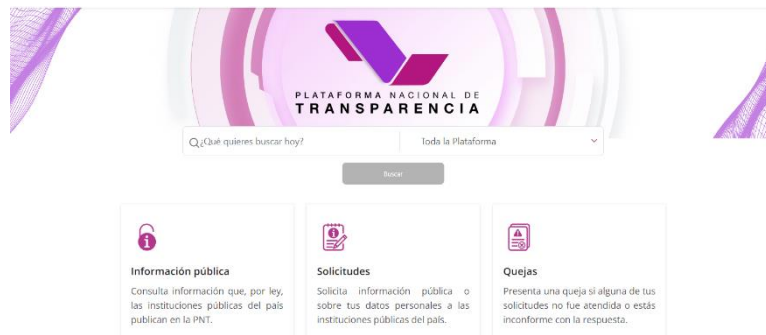 PLATAFORMA NACIONAL DE
TRANSPARENCIA
¿Qué quieres buscar hoy?
Toda la Plataforma
Buscar
Información pública
Consulta información que, por ley,
las instituciones públicas del país
publican en la PNT.
Solicitudes
Solicita información pública o
sobre tus datos personales a las
instituciones públicas del país.
Quejas
Presenta una queja si alguna de tus
solicitudes no fue atendida o estás
inconforme con la respuesta.